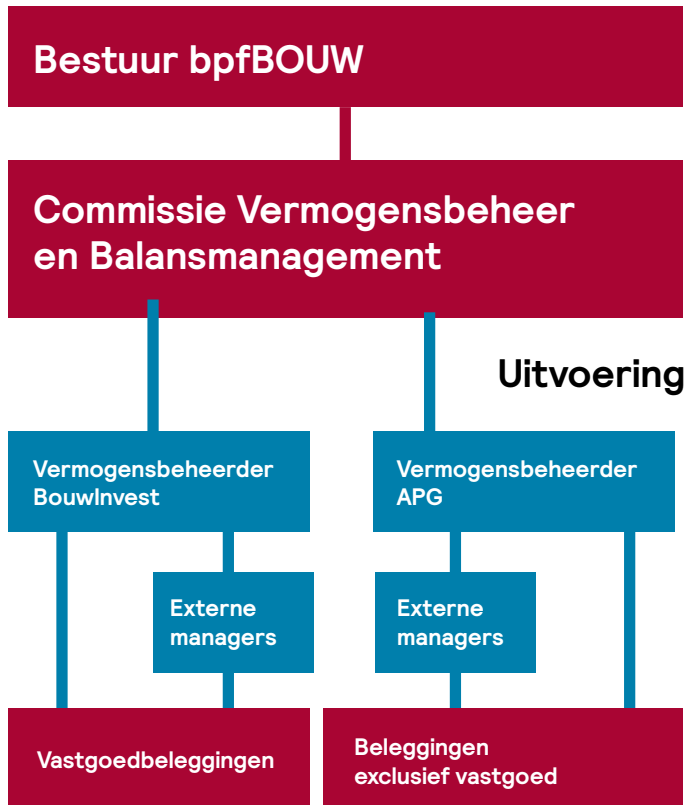 Bestuur bpfBOUW
Commissie Vermogensbeheer
en Balansmanagement
Uitvoering
Vermogensbeheerder
BouwInvest
Vermogensbeheerder
APG
Externe
managers
Externe
managers
Vastgoedbeleggingen
Beleggingen
exclusief vastgoed